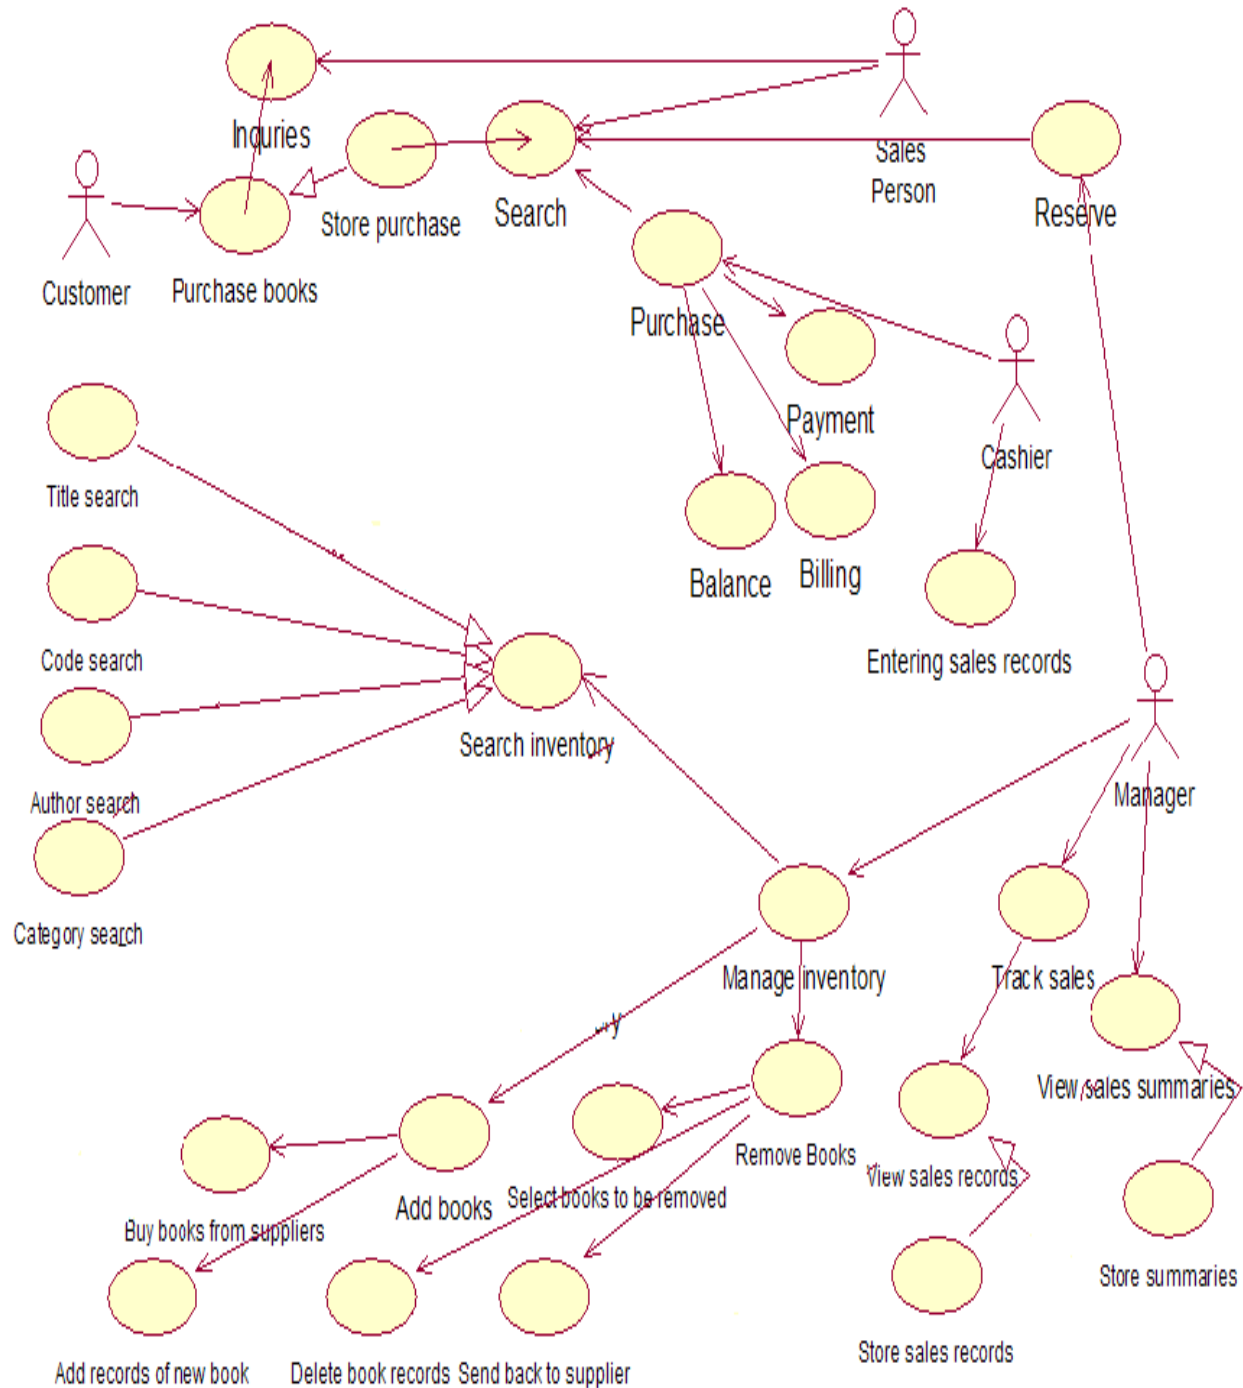 Inquries
Sales
Person
Store purchase
Search
Reserve
Customer
Purchase books
Purchase
Payment
Cashier
Title search
Balance
Billing
Code search
Entering sales records
Search inventory
Author search
Manager
Category search
Manage inventory
Track sales
View sales summaries
Remove Books
View sales records
Select books to be removed
Add books
Buy books from suppliers
Store summaries
Store sales records
Add records of new book
Delete book records
Send back to supplier